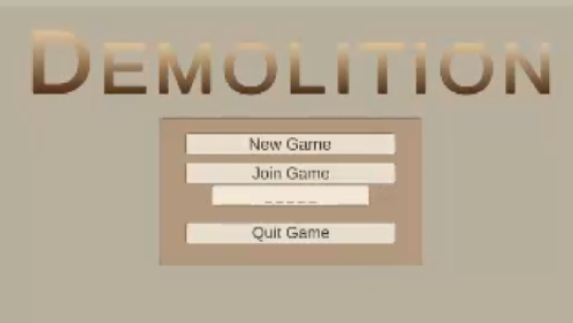 DEMOLITION
New Game
Join Game
_ _ _ _ _
Quit Game